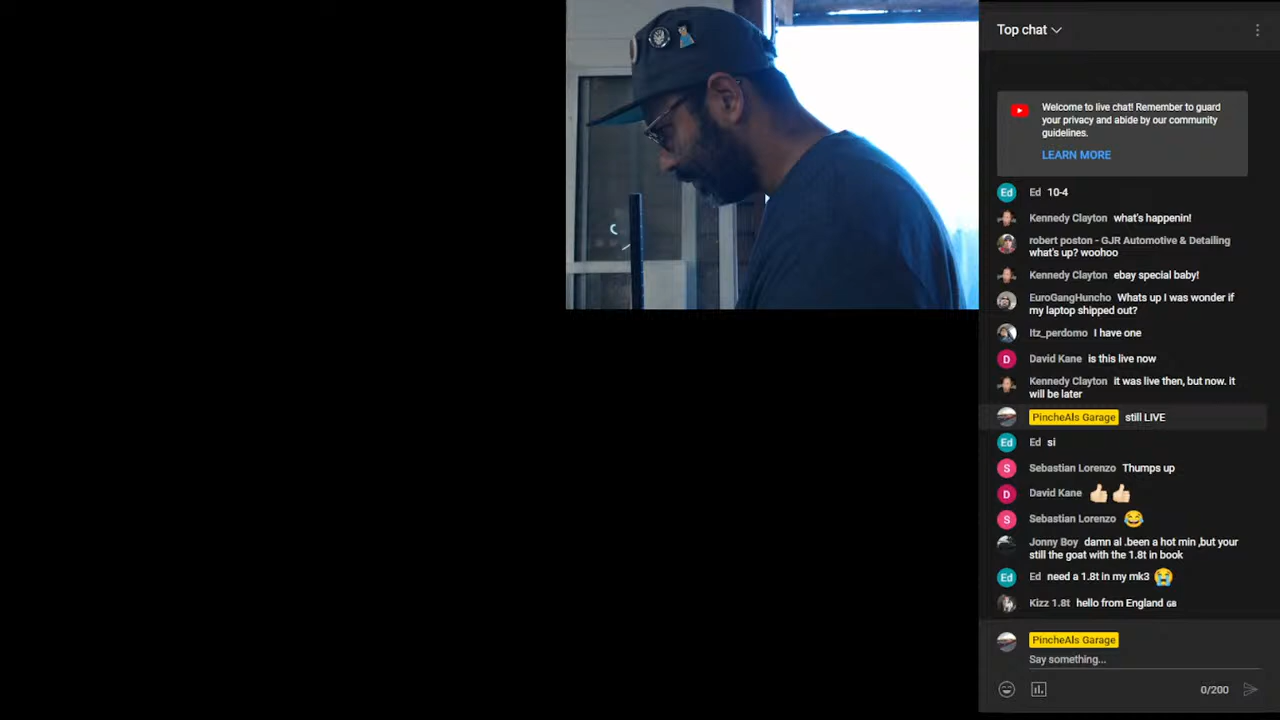 Top chat
Welcome to live chat! Remember to guard
your privacy and abide by our community
guidelines.
LEARN MORE
Ed 10-4
Kennedy Clayton what's happenin!
robert poston - GJR Automotive & Detailing
what's up? woohoo
Kennedy Clayton ebay special baby!
EuroGangHuncho Whats up I was wonder if
my laptop shipped out?
Itz_perdomo I have one
David Kane is this live now
Kennedy Clayton it was live then, but now. it
will be later
PincheAls Garage still LIVE
Ed si
Sebastian Lorenzo Thumps up
David Kane 👍🏻👍🏻
Sebastian Lorenzo 😂
Jonny Boy damn al .been a hot min ,but your
still the goat with the 1.8t in book
Ed need a 1.8t in my mk3 😭
Kizz 1.8t hello from England GB
PincheAls Garage
Say something...
0/200